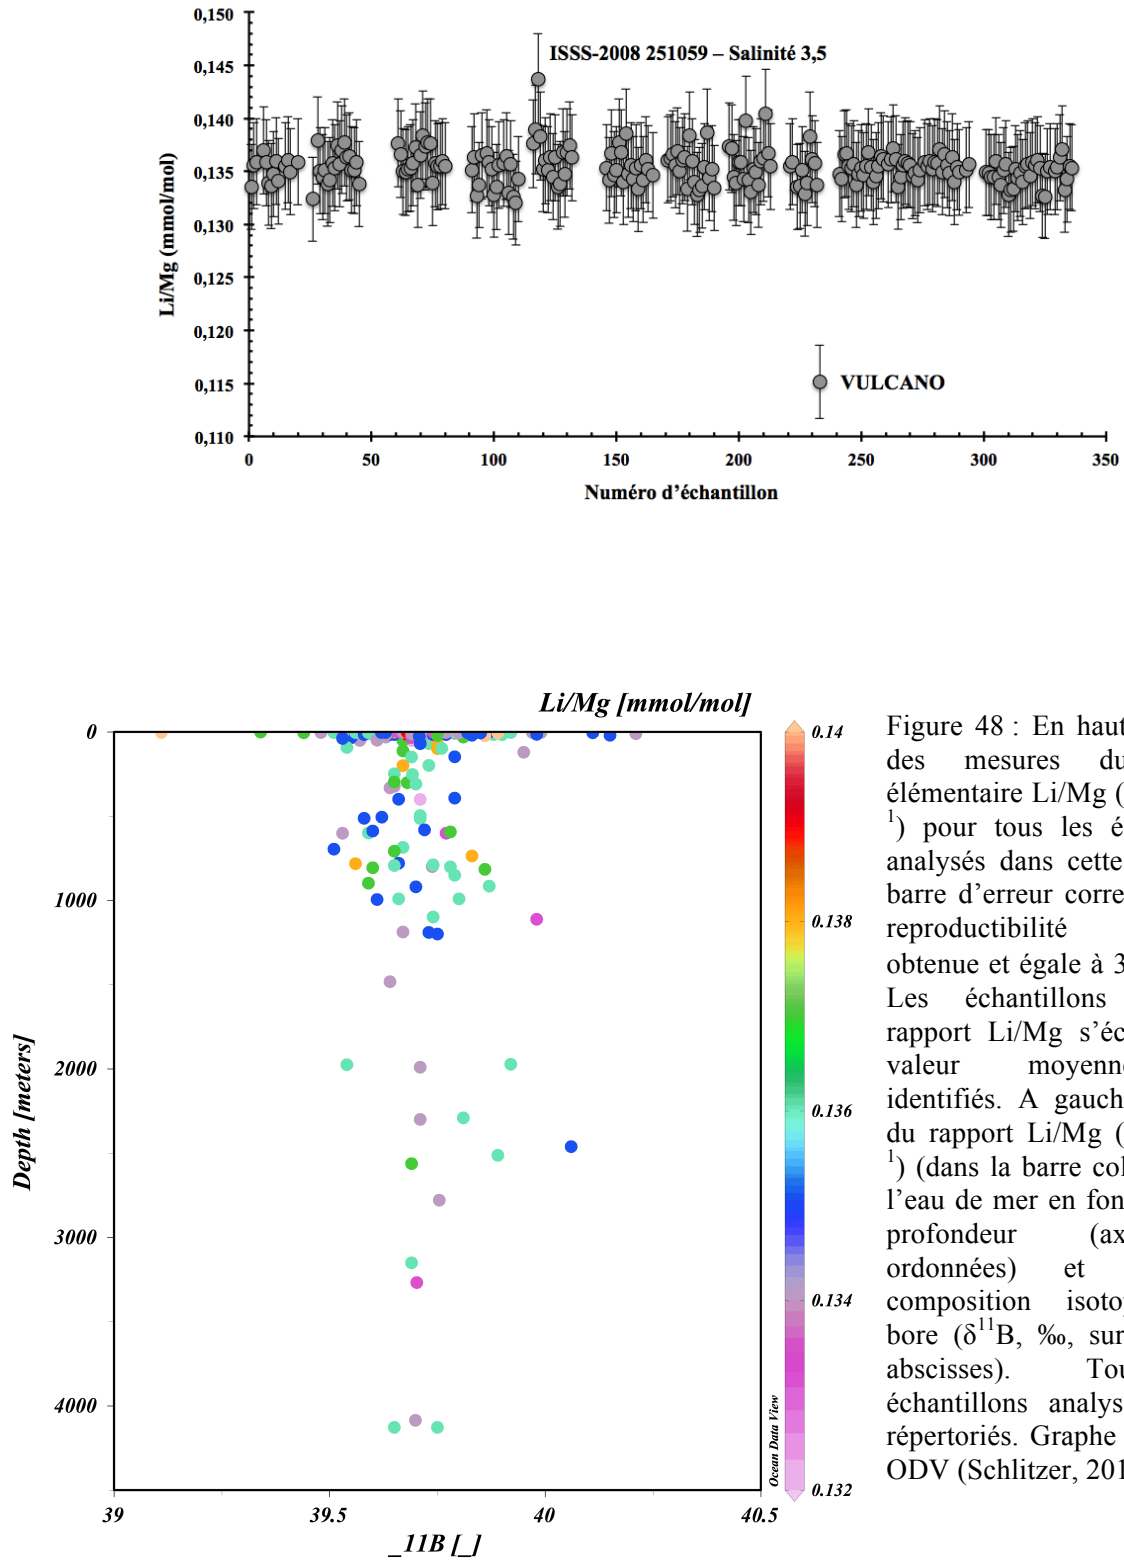 0,150
0,145
0,140
0,135
0,130
0,125
0,120
0,115
0,110
Li/Mg (mmol/mol)
ISSS-2008 251059 – Salinité 3,5
VULCANO
0 50 100 150 200 250 300 350
Numéro d'échantillon
Li/Mg [mmol/mol]
0
1000
2000
3000
4000
Depth [meters]
39 39.5 40 40.5
_11B [_]
0.14
0.138
0.136
0.134
0.132
Ocean Data View
Figure 48 : En haut
des mesures du
élémentaire Li/Mg (
1) pour tous les é
analysés dans cette
barre d'erreur corre
reproductibilité
obtenue et égale à 3
Les échantillons
rapport Li/Mg s'éc
valeur moyenn
identifiés. A gauch
du rapport Li/Mg (
1) (dans la barre col
l'eau de mer en fon
profondeur (ax
ordonnées) et
composition isoto
bore (δ11B, ‰, sur
abscisses). Tou
échantillons analys
répertoriés. Graphe
ODV (Schlitzer, 201